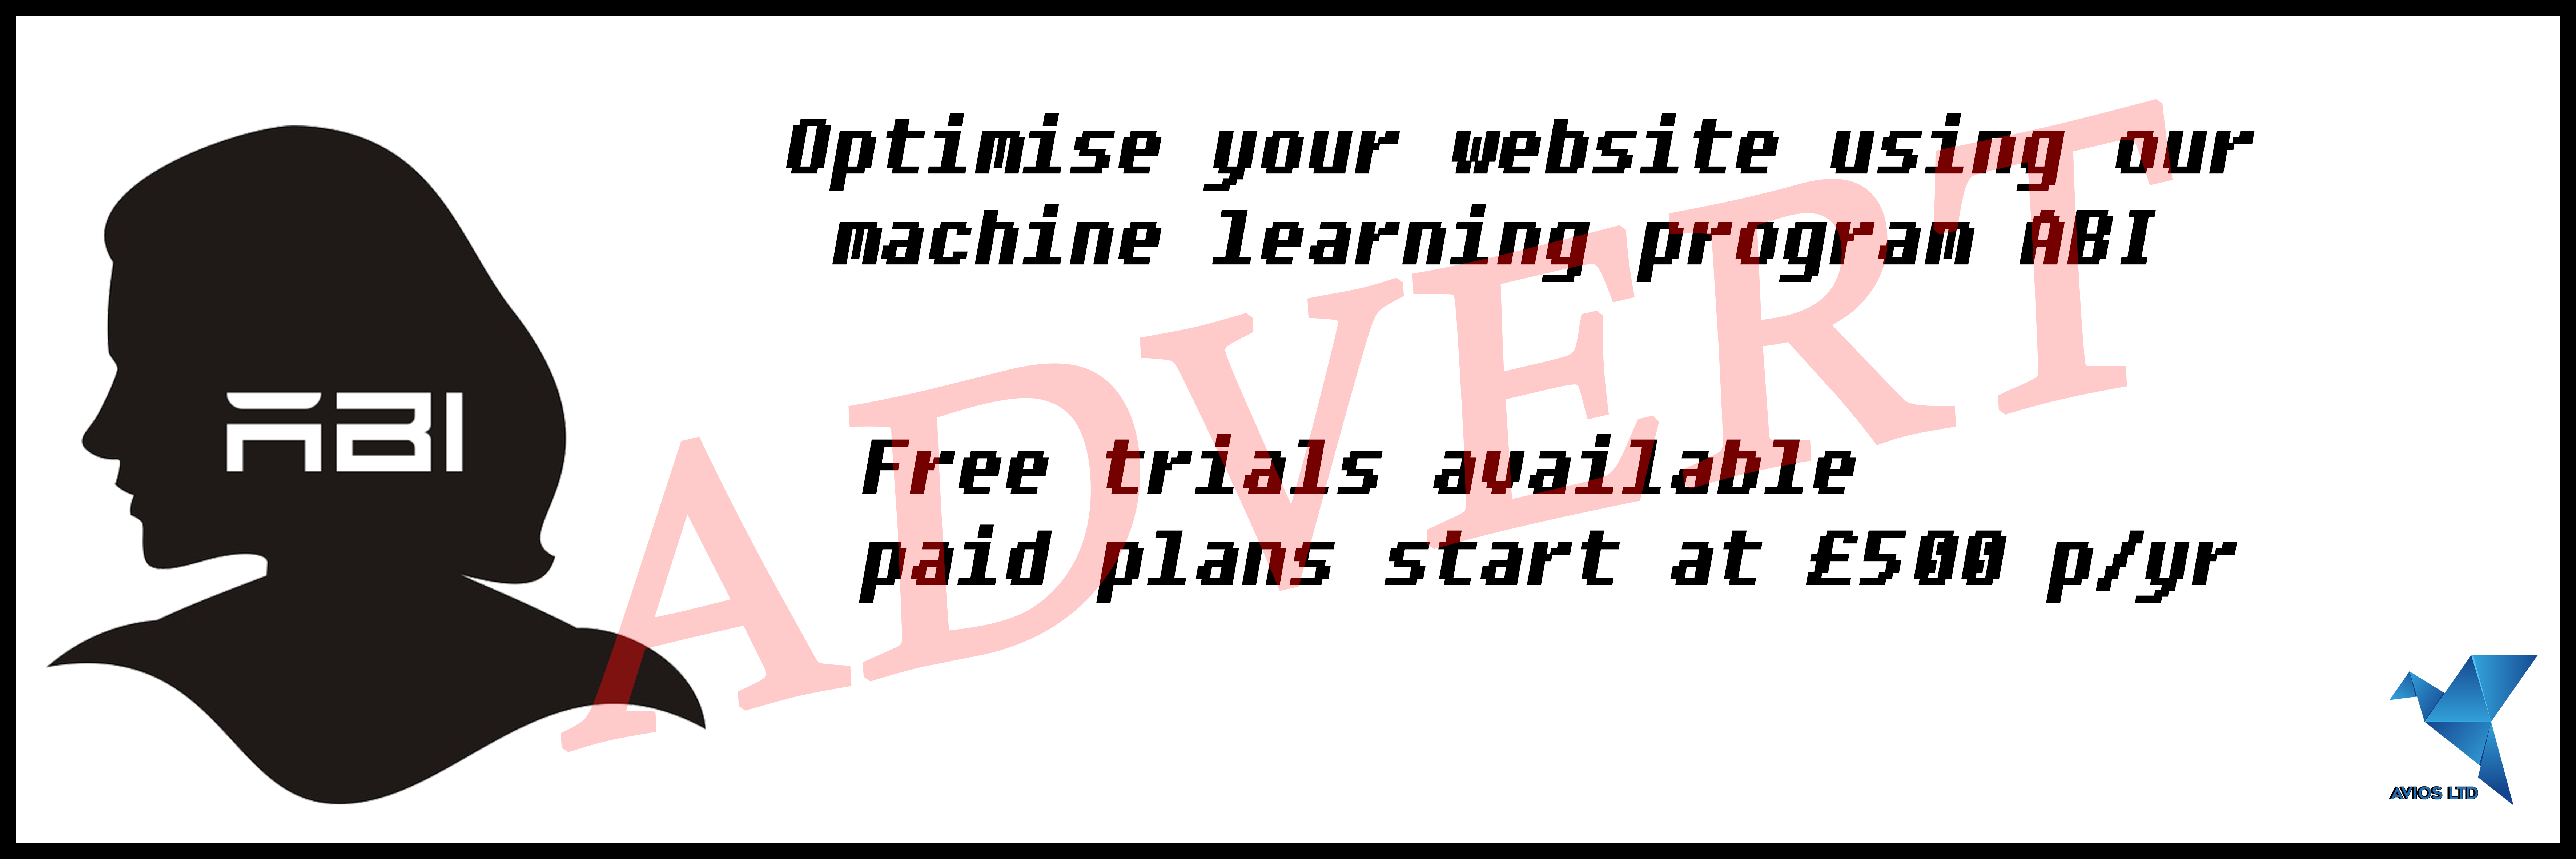 Optimise your website using our
machine learning program ABI
ABI
Free trials available
paid plans start at £500 p/yr
ADVERT
AVIOS LTD